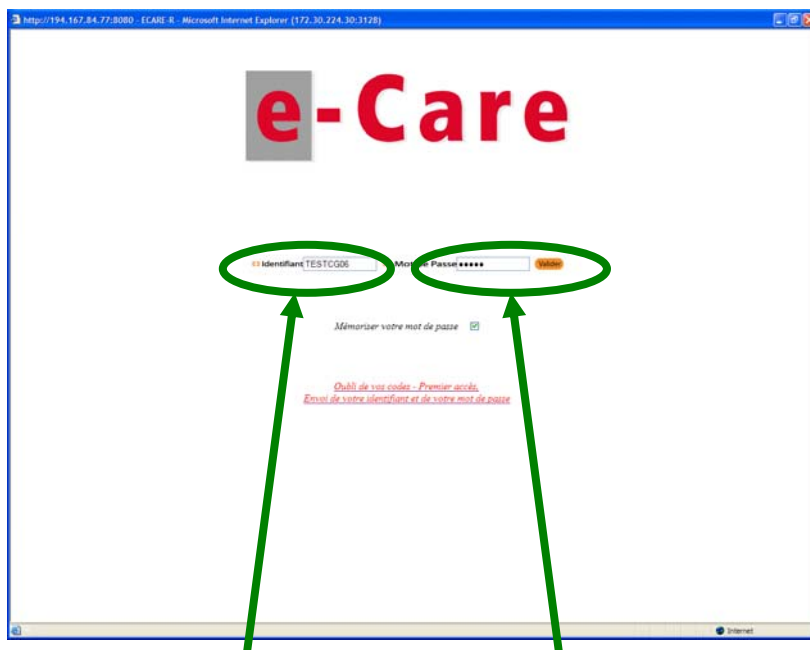 http://194.167.84.77:8080 - ECARE-R - Microsoft Internet Explorer (172.30.224.30:3128)
e-Care
Identifiant TESTCG06 Mot de Passe ●●●●● Valider
Mémoriser votre mot de passe
Oubli de vos codes - Premier accès,
Envoi de votre identifiant et de votre mot de passe
Internet